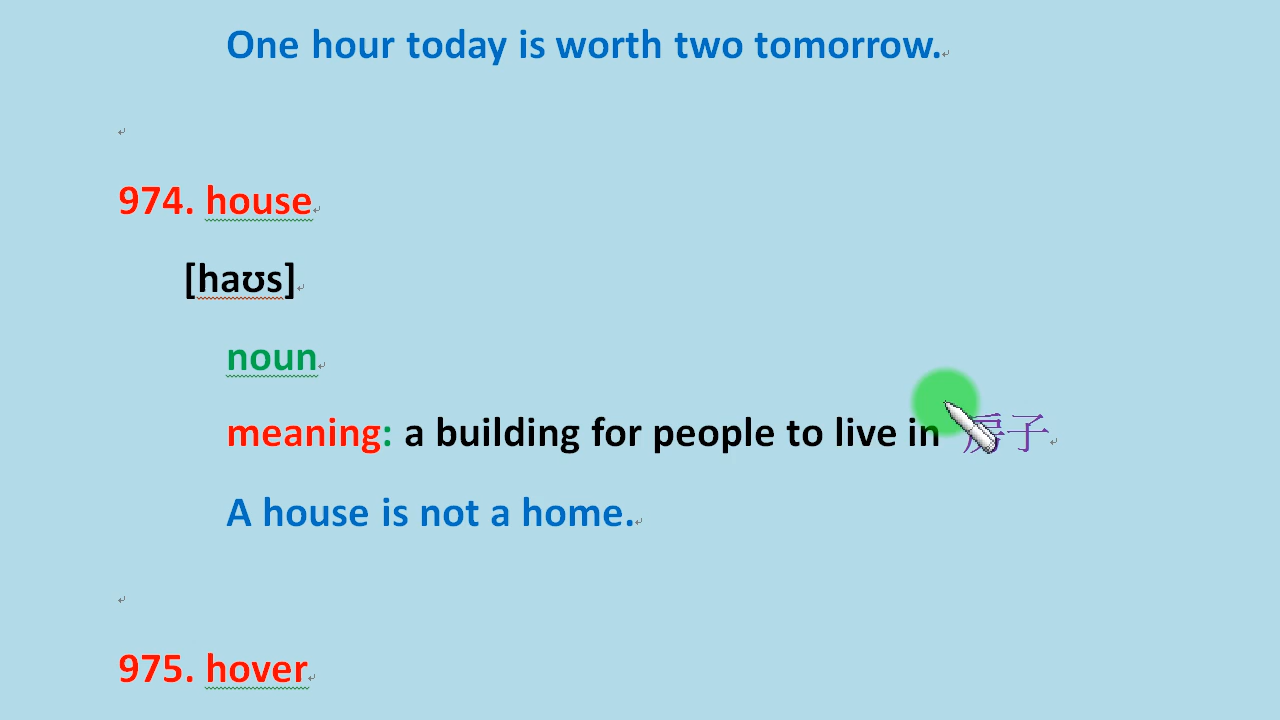 One hour today is worth two tomorrow.
974. house
[haʊs]
noun
meaning: a building for people to live in 房子
A house is not a home.
975. hover